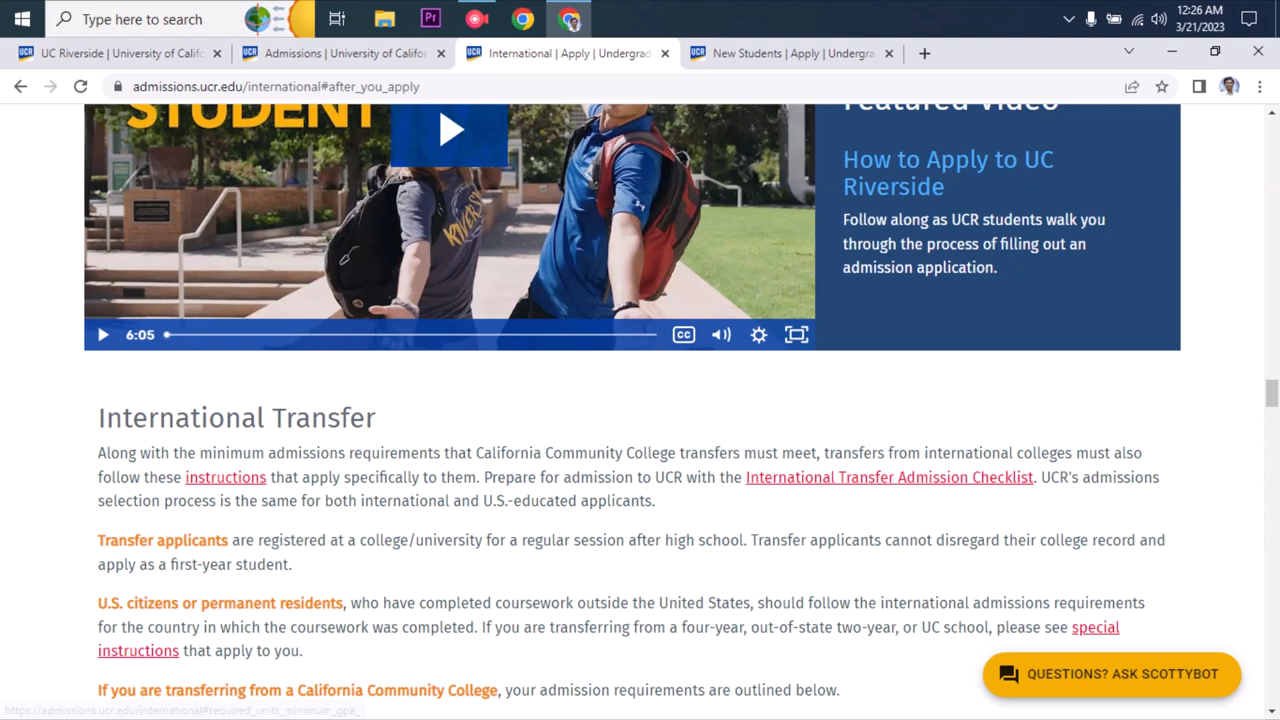 Type here to search
Pr
12:26 AM
3/21/2023
UCR UC Riverside | University of Califo
UCR Admissions | University of Califor
UCR International | Apply | Undergrad
UCR New Students | Apply | Undergra
admissions.ucr.edu/international#after_you_apply
STUDENT
Featured Video
How to Apply to UC
Riverside
Follow along as UCR students walk you
through the process of filling out an
admission application.
6:05
CC
International Transfer
Along with the minimum admissions requirements that California Community College transfers must meet, transfers from international colleges must also
follow these instructions that apply specifically to them. Prepare for admission to UCR with the International Transfer Admission Checklist. UCR's admissions
selection process is the same for both international and U.S.-educated applicants.
Transfer applicants are registered at a college/university for a regular session after high school. Transfer applicants cannot disregard their college record and
apply as a first-year student.
U.S. citizens or permanent residents, who have completed coursework outside the United States, should follow the international admissions requirements
for the country in which the coursework was completed. If you are transferring from a four-year, out-of-state two-year, or UC school, please see special
instructions that apply to you.
QUESTIONS? ASK SCOTTYBOT
If you are transferring from a California Community College, your admission requirements are outlined below.
https://admissions.ucr.edu/international#required_units_minimum_gpa_